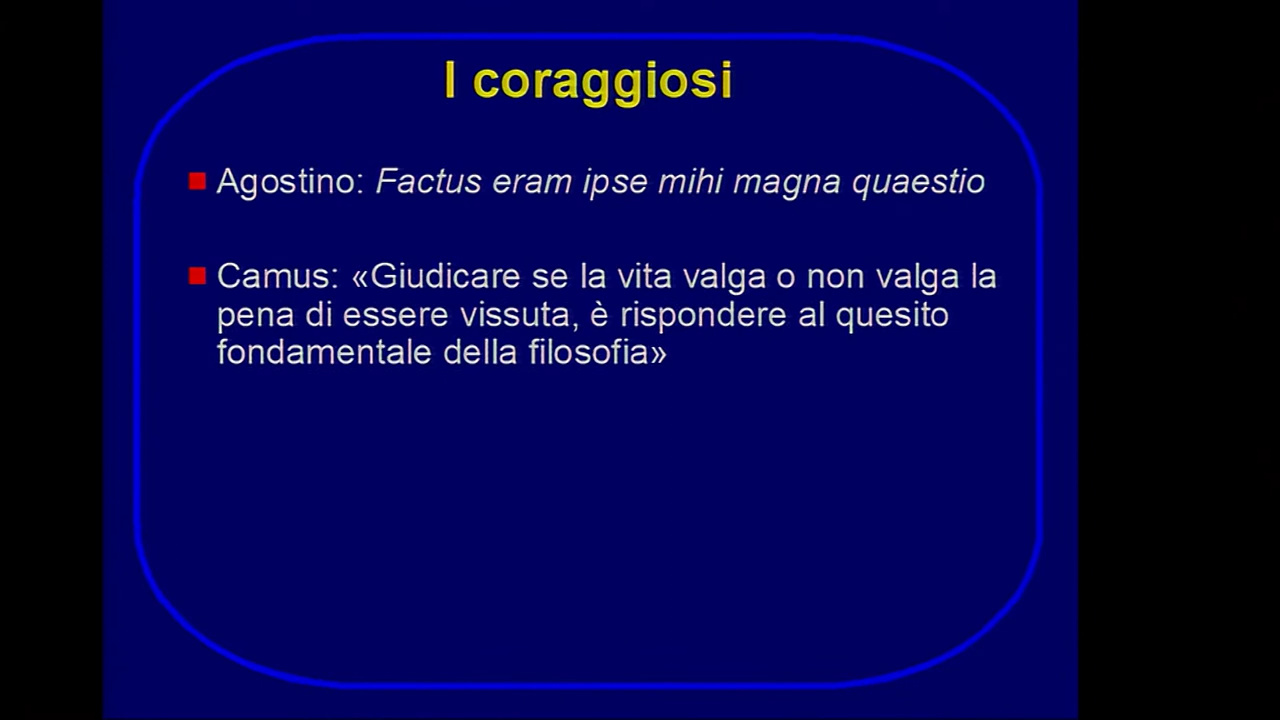 I coraggiosi
Agostino: Factus eram ipse mihi magna quaestio
Camus: «Giudicare se la vita valga o non valga la
pena di essere vissuta, è rispondere al quesito
fondamentale della filosofia»